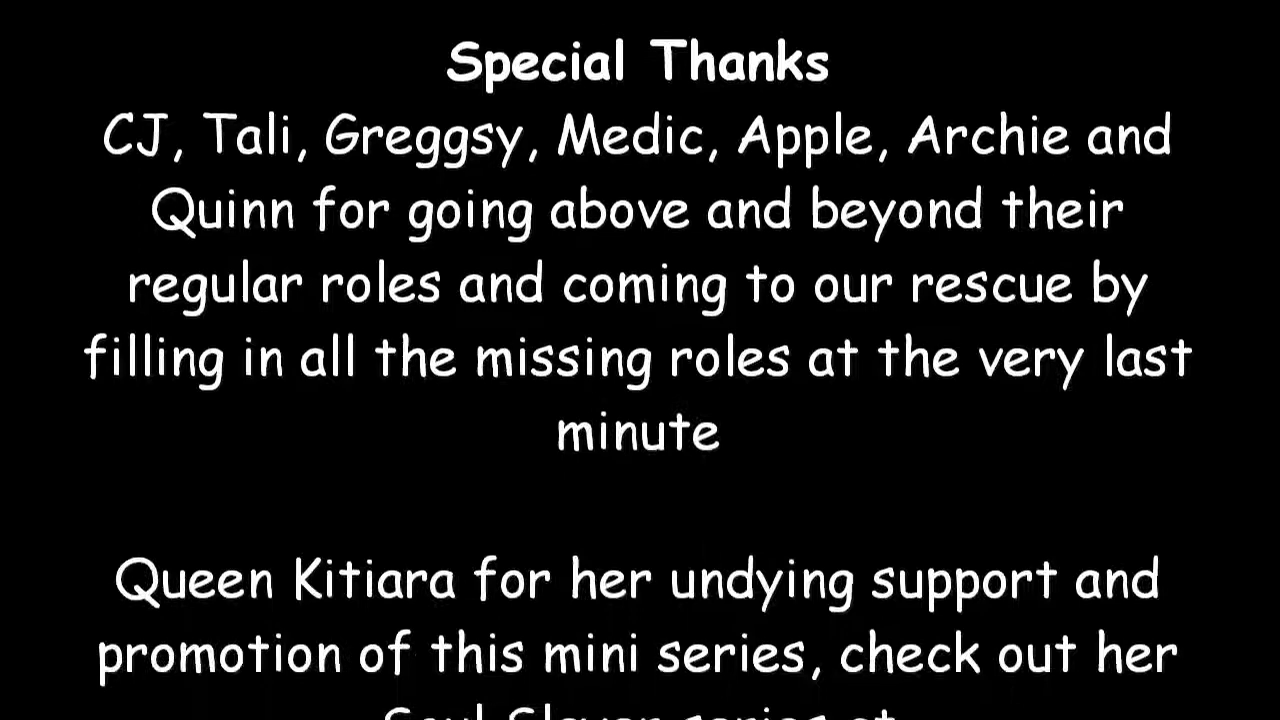 Special Thanks
CJ, Tali, Greggsy, Medic, Apple, Archie and
Quinn for going above and beyond their
regular roles and coming to our rescue by
filling in all the missing roles at the very last
minute
Queen Kitiara for her undying support and
promotion of this mini series, check out her
series at